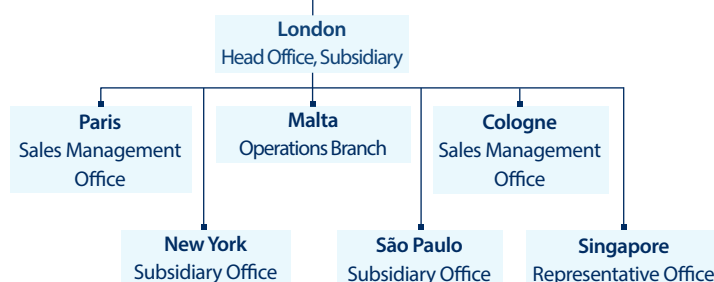 London
Head Office, Subsidiary
Paris
Sales Management
Office
Malta
Operations Branch
Cologne
Sales Management
Office
New York
Subsidiary Office
São Paulo
Subsidiary Office
Singapore
Representative Office